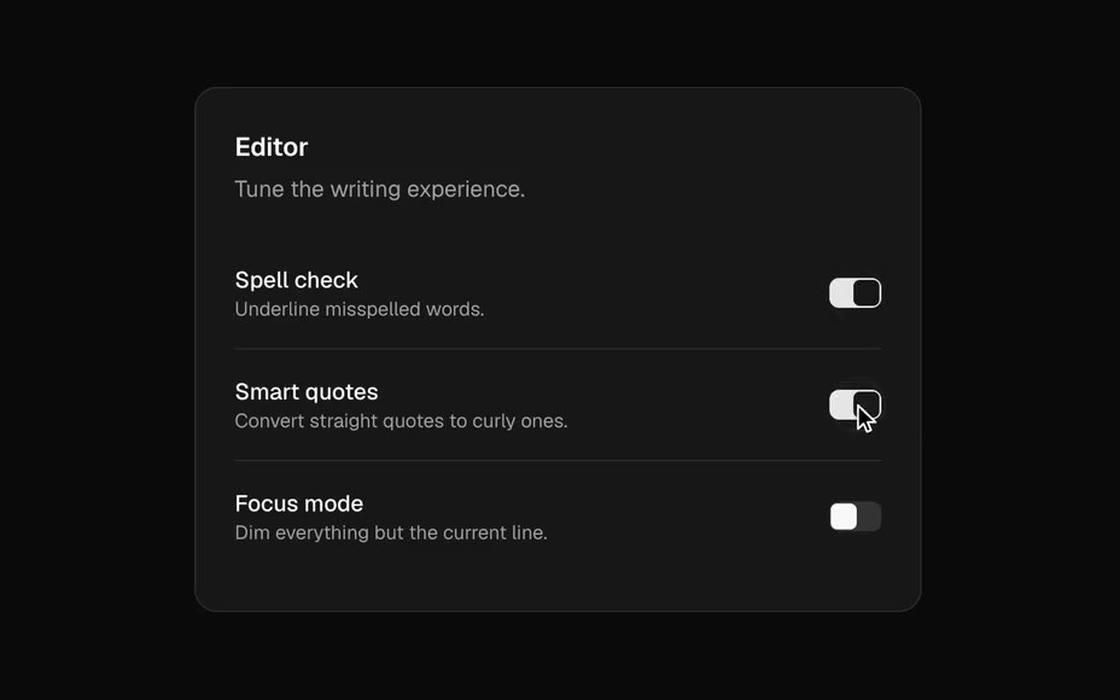 Editor
Tune the writing experience.
Spell check
Underline misspelled words.
Smart quotes
Convert straight quotes to curly ones.
Focus mode
Dim everything but the current line.